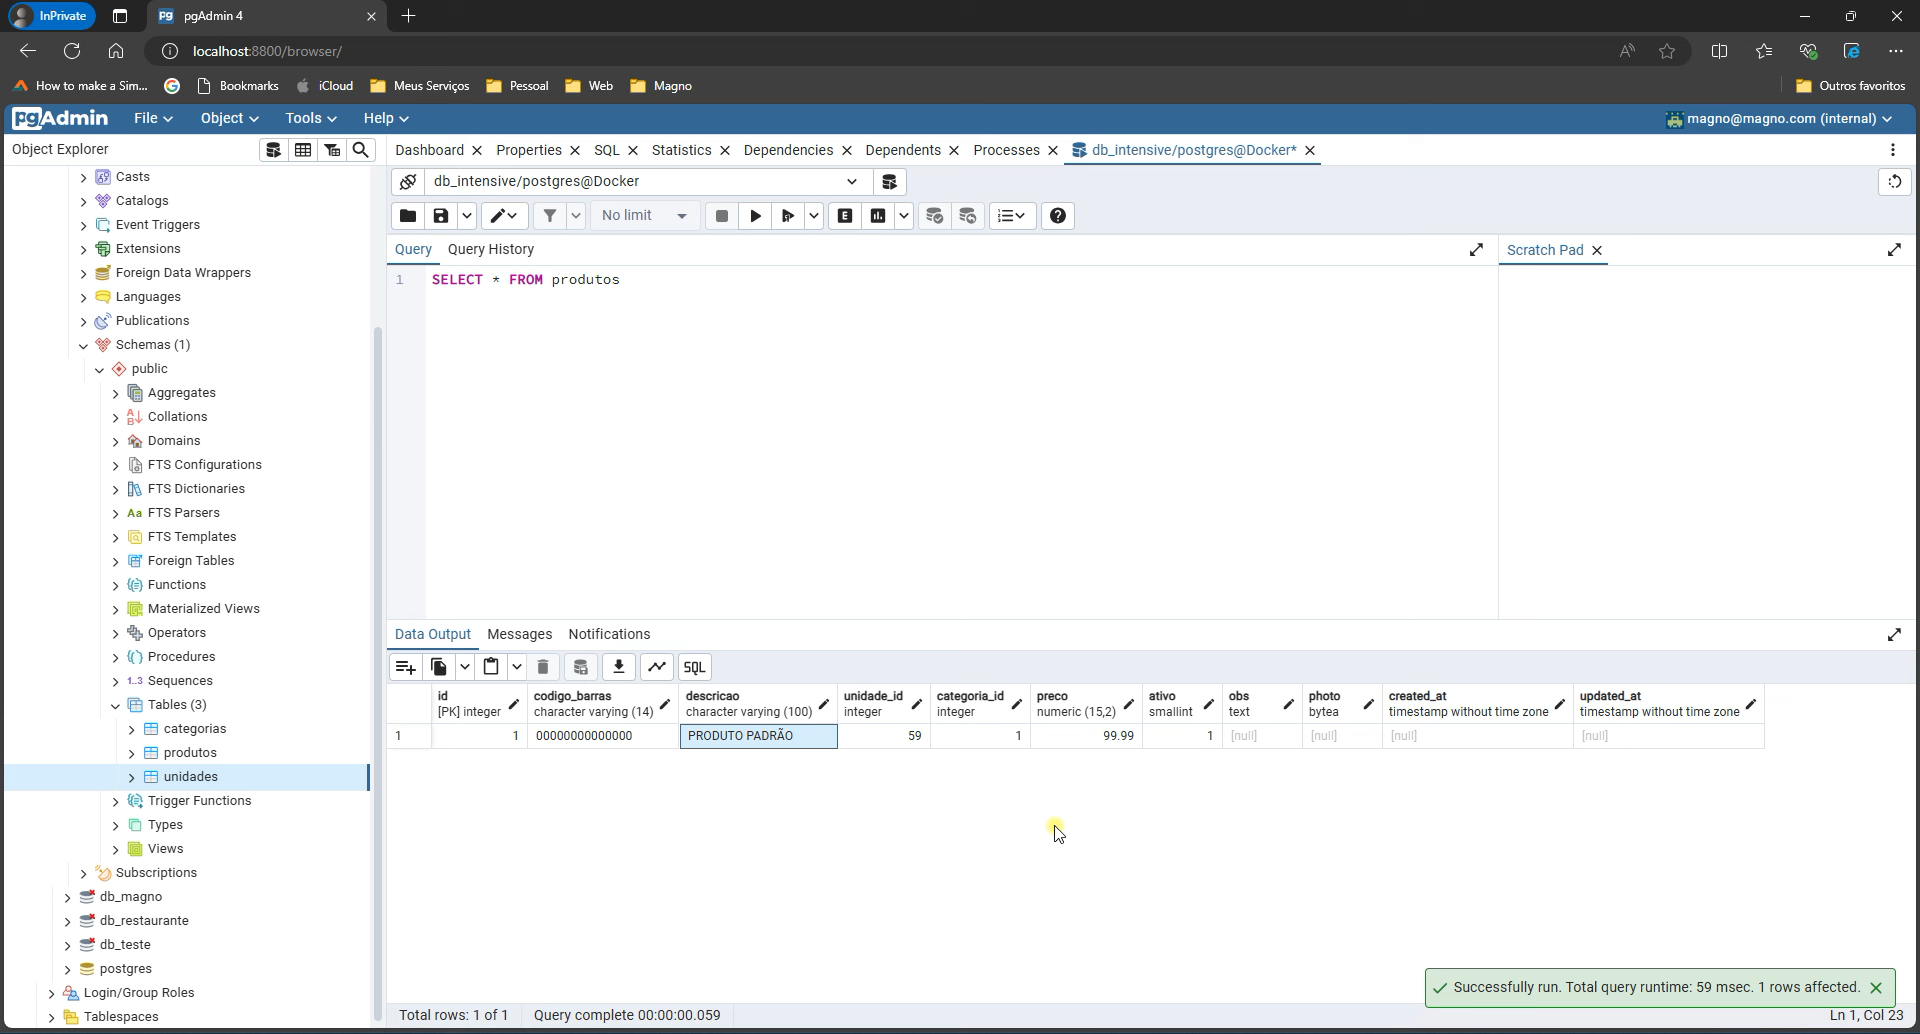 InPrivate
pgAdmin 4
localhost:8800/browser/
How to make a Sim...
Bookmarks
iCloud
Meus Serviços
Pessoal
Web
Magno
Outros favoritos
pgAdmin
File
Object
Tools
Help
magno@magno.com (internal)
Object Explorer
Casts
Catalogs
Event Triggers
Extensions
Foreign Data Wrappers
Languages
Publications
Schemas (1)
public
Aggregates
Collations
Domains
FTS Configurations
FTS Dictionaries
FTS Parsers
FTS Templates
Foreign Tables
Functions
Materialized Views
Operators
Procedures
Sequences
Tables (3)
categorias
produtos
unidades
Trigger Functions
Types
Views
Subscriptions
db_magno
db_restaurante
db_teste
postgres
Login/Group Roles
Tablespaces
Dashboard
Properties
SQL
Statistics
Dependencies
Dependents
Processes
db_intensive/postgres@Docker*
db_intensive/postgres@Docker
No limit
Query
Query History
Scratch Pad
1 SELECT * FROM produtos
Data Output
Messages
Notifications
SQL
id
[PK] integer
codigo_barras
character varying (14)
descricao
character varying (100)
unidade_id
integer
categoria_id
integer
preco
numeric (15,2)
ativo
smallint
obs
text
photo
bytea
created_at
timestamp without time zone
updated_at
timestamp without time zone
1 1 00000000000000 PRODUTO PADRÃO 59 1 99.99 1 [null] [null] [null] [null]
Successfully run. Total query runtime: 59 msec. 1 rows affected.
Total rows: 1 of 1
Query complete 00:00:00.059
Ln 1, Col 23